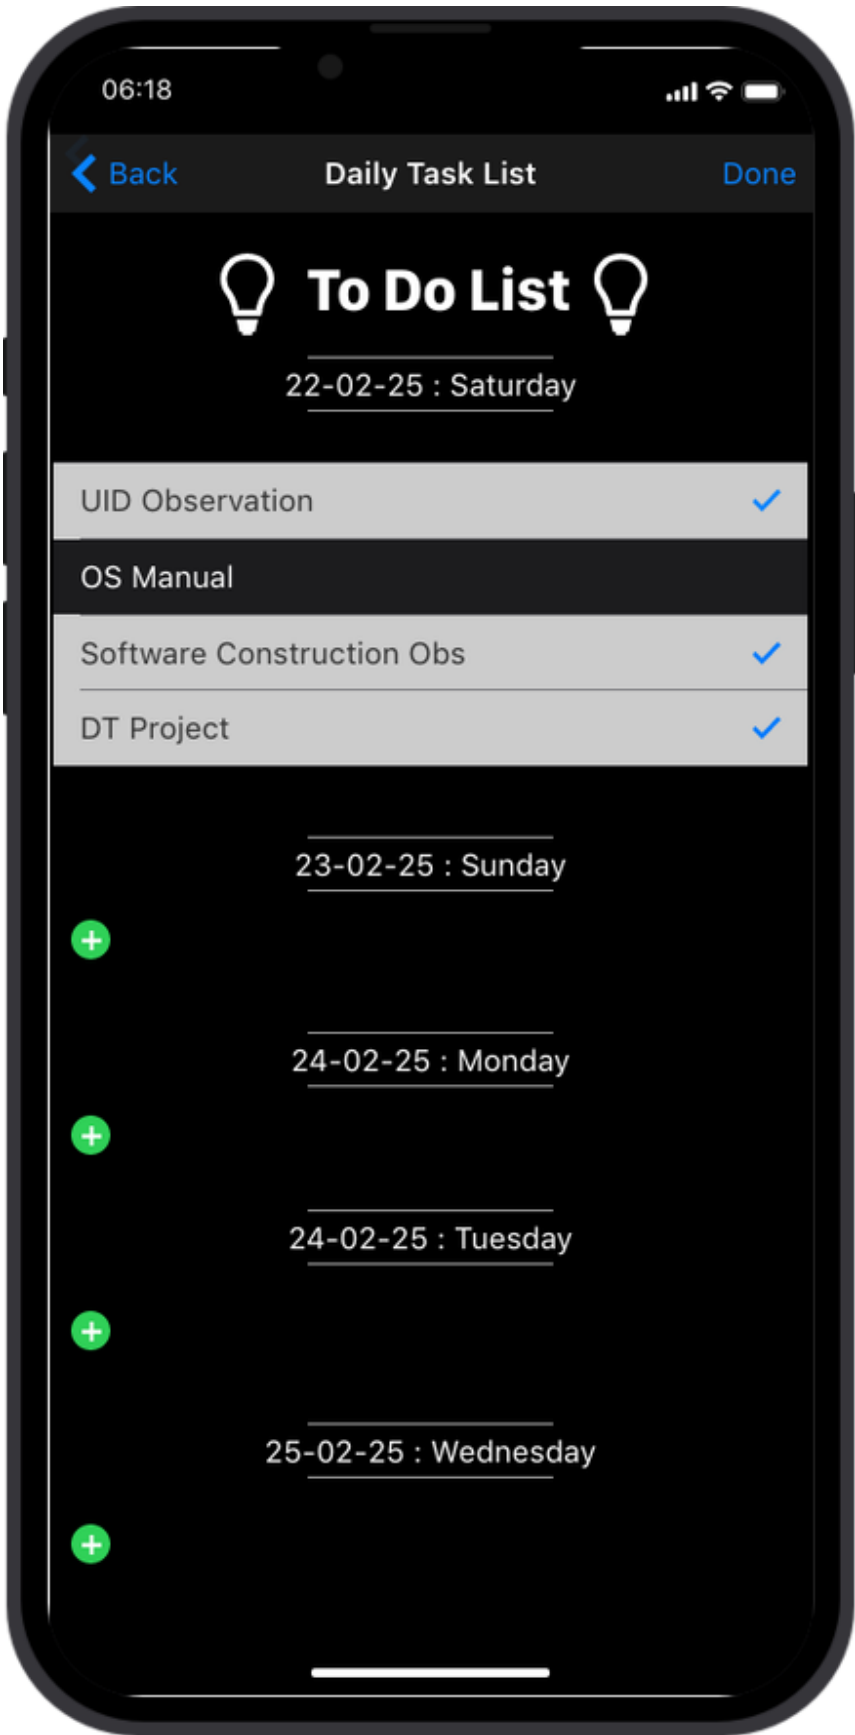 06:18
Back Daily Task List Done
To Do List
22-02-25 : Saturday
UID Observation
OS Manual
Software Construction Obs
DT Project
23-02-25 : Sunday
24-02-25 : Monday
24-02-25 : Tuesday
25-02-25 : Wednesday